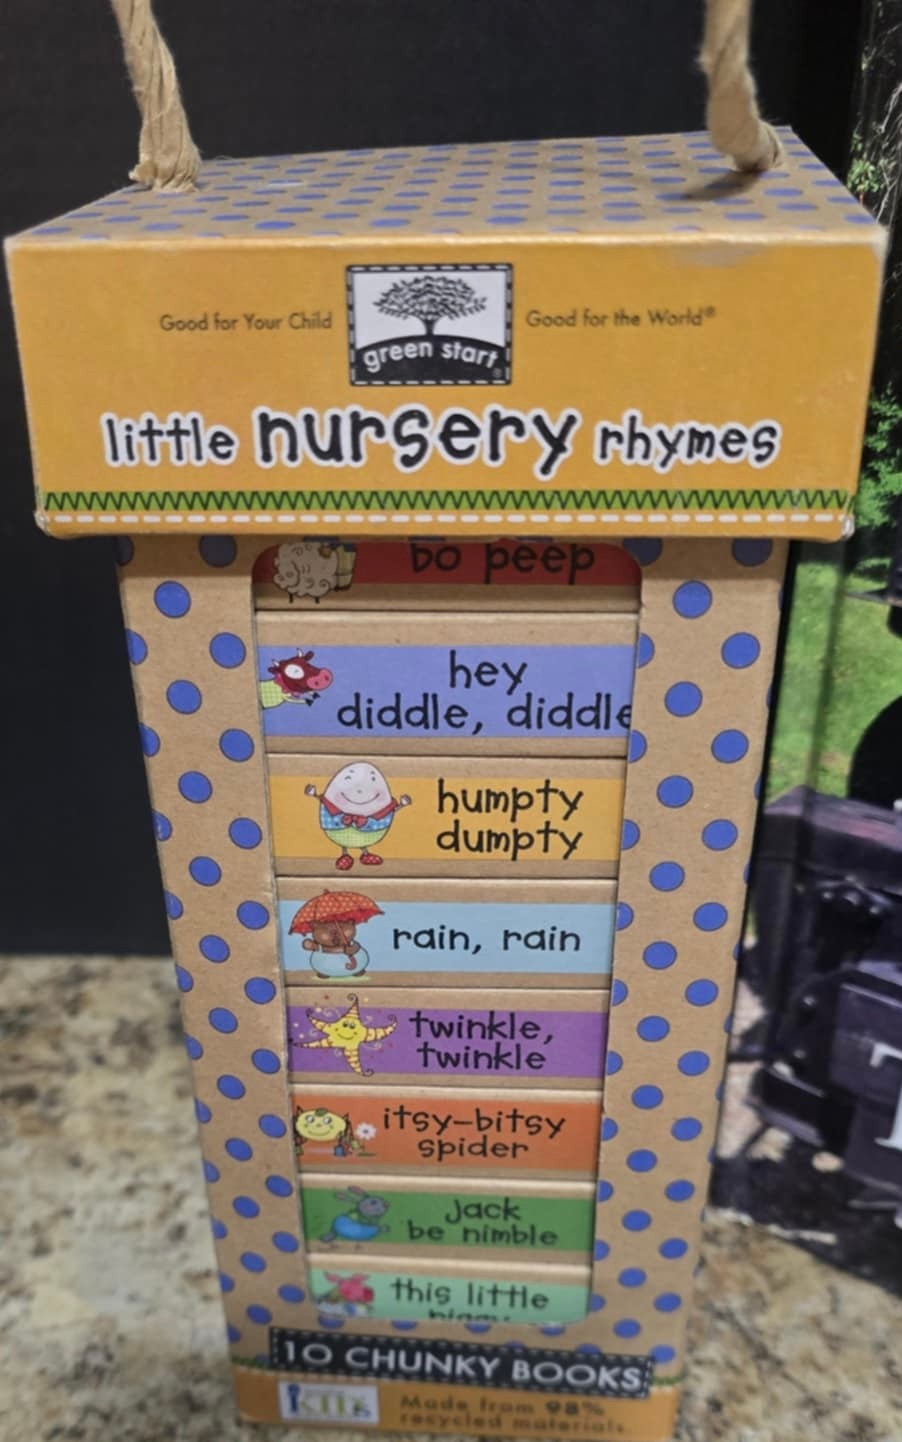 Good for Your Child
green start®
Good for the World®
little nursery rhymes
bo peep
hey
diddle, diddle
humpty
dumpty
rain, rain
twinkle,
twinkle
itsy-bitsy
spider
jack
be nimble
this little
piggy
10 CHUNKY BOOKS
kids
Made from 98%
recycled materials
T